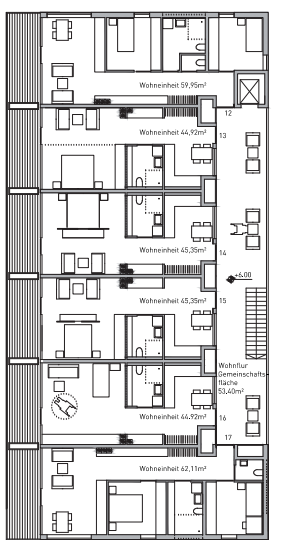 Wohneinheit 59,95m²
12
Wohneinheit 44,92m²
13
Wohneinheit 45,35m²
14
+6.00
Wohneinheit 45,35m²
15
Wohnflur
Gemeinschafts
fläche
53,40m²
Wohneinheit 44.92m²
16
17
Wohneinheit 62,11m²